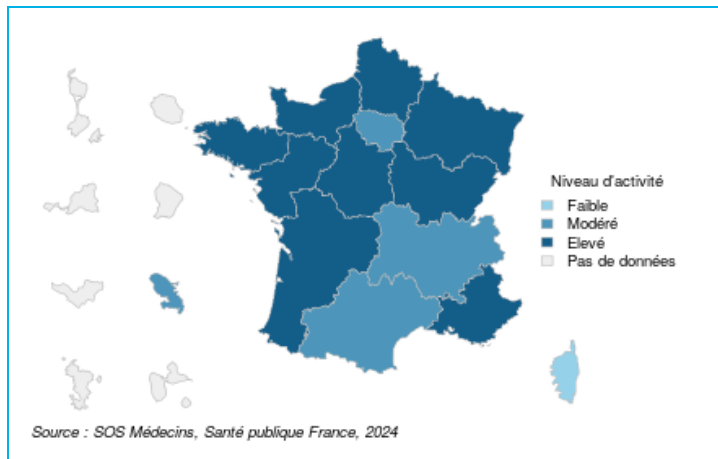 Niveau d'activité
Faible
Modéré
Elevé
Pas de données
Source : SOS Médecins, Santé publique France, 2024